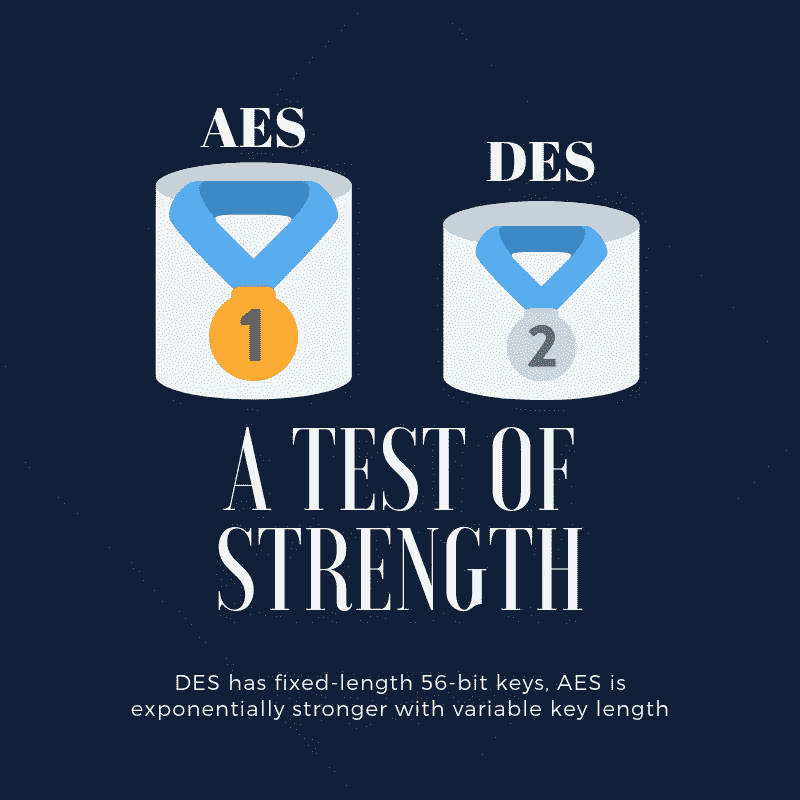 AES
DES
1
2
A TEST OF
STRENGTH
DES has fixed-length 56-bit keys, AES is
exponentially stronger with variable key length